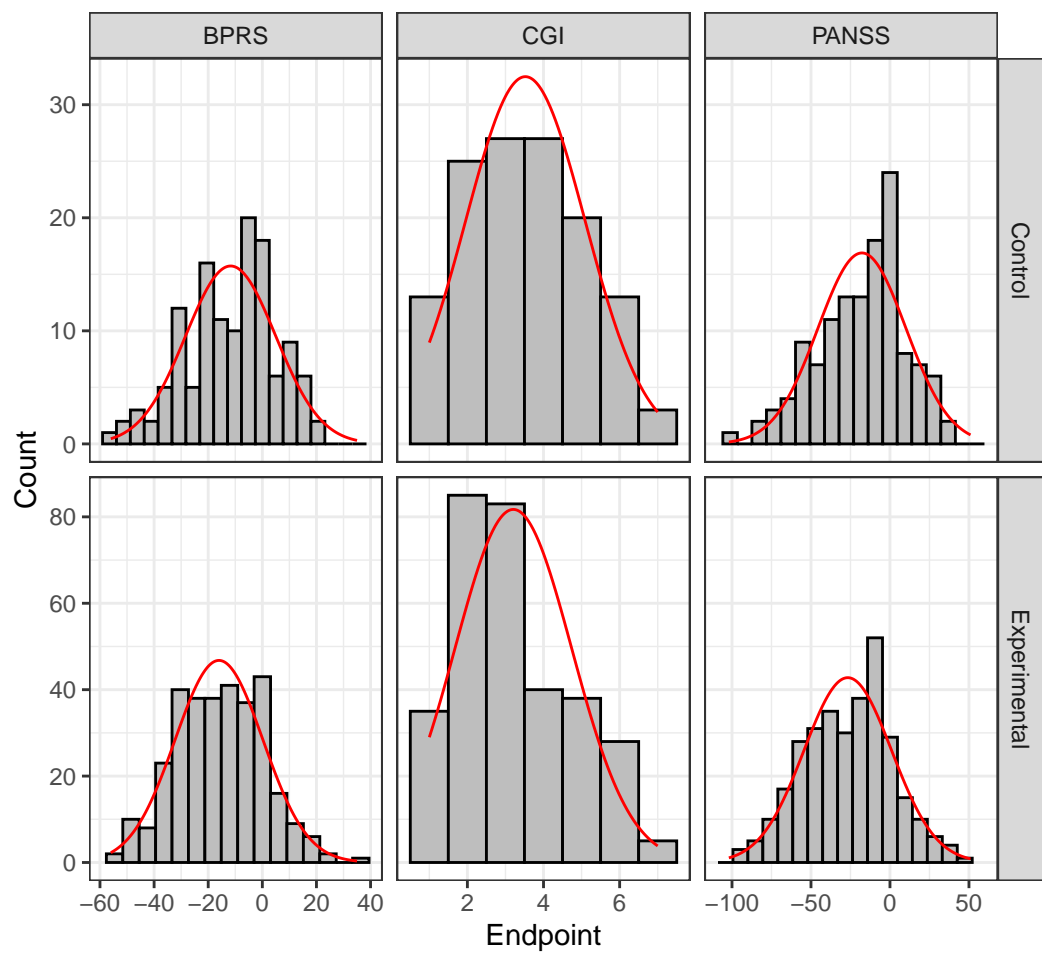 BPRS CGI PANSS
30
20
10
0
Control
Count
80
60
40
20
0
Experimental
−60 −40 −20 0 20 40 2 4 6 −100 −50 0 50
Endpoint